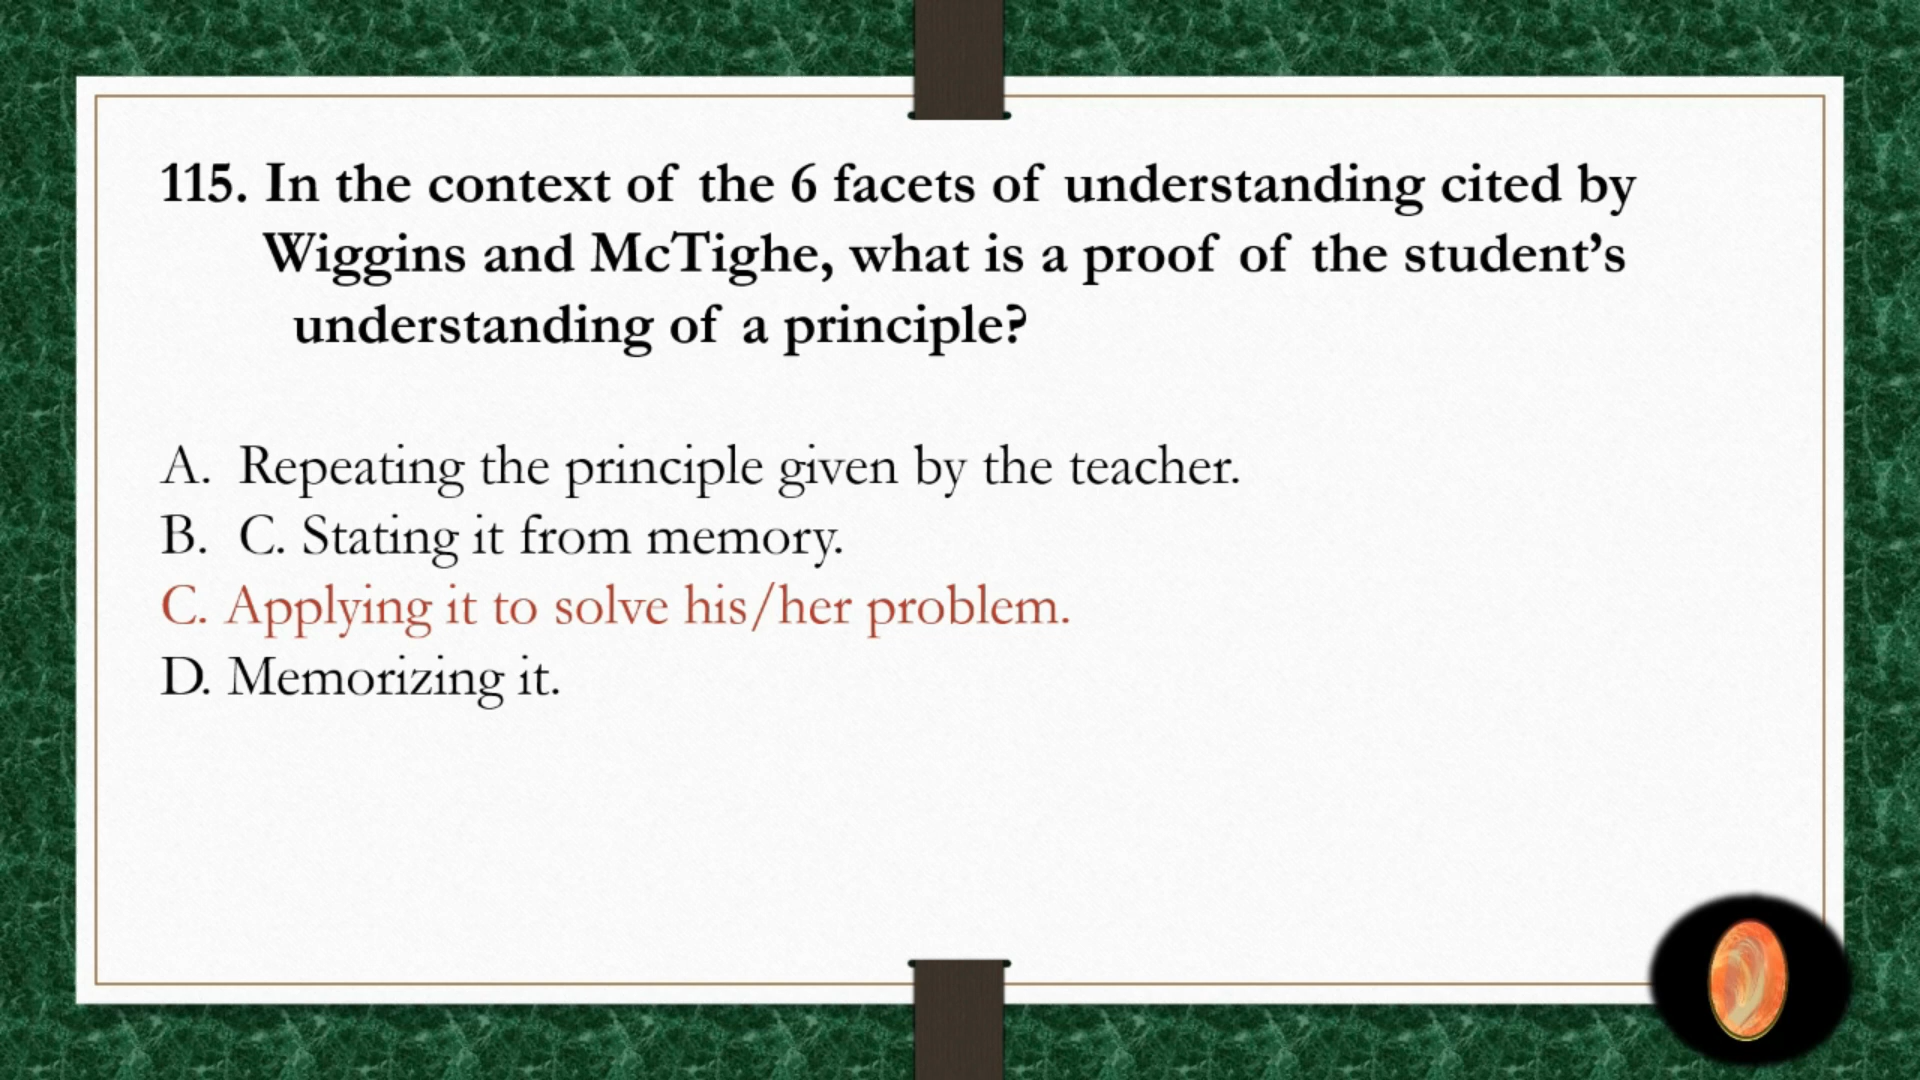 115. In the context of the 6 facets of understanding cited by
Wiggins and McTighe, what is a proof of the student’s
understanding of a principle?
A. Repeating the principle given by the teacher.
B. C. Stating it from memory.
C. Applying it to solve his/her problem.
D. Memorizing it.